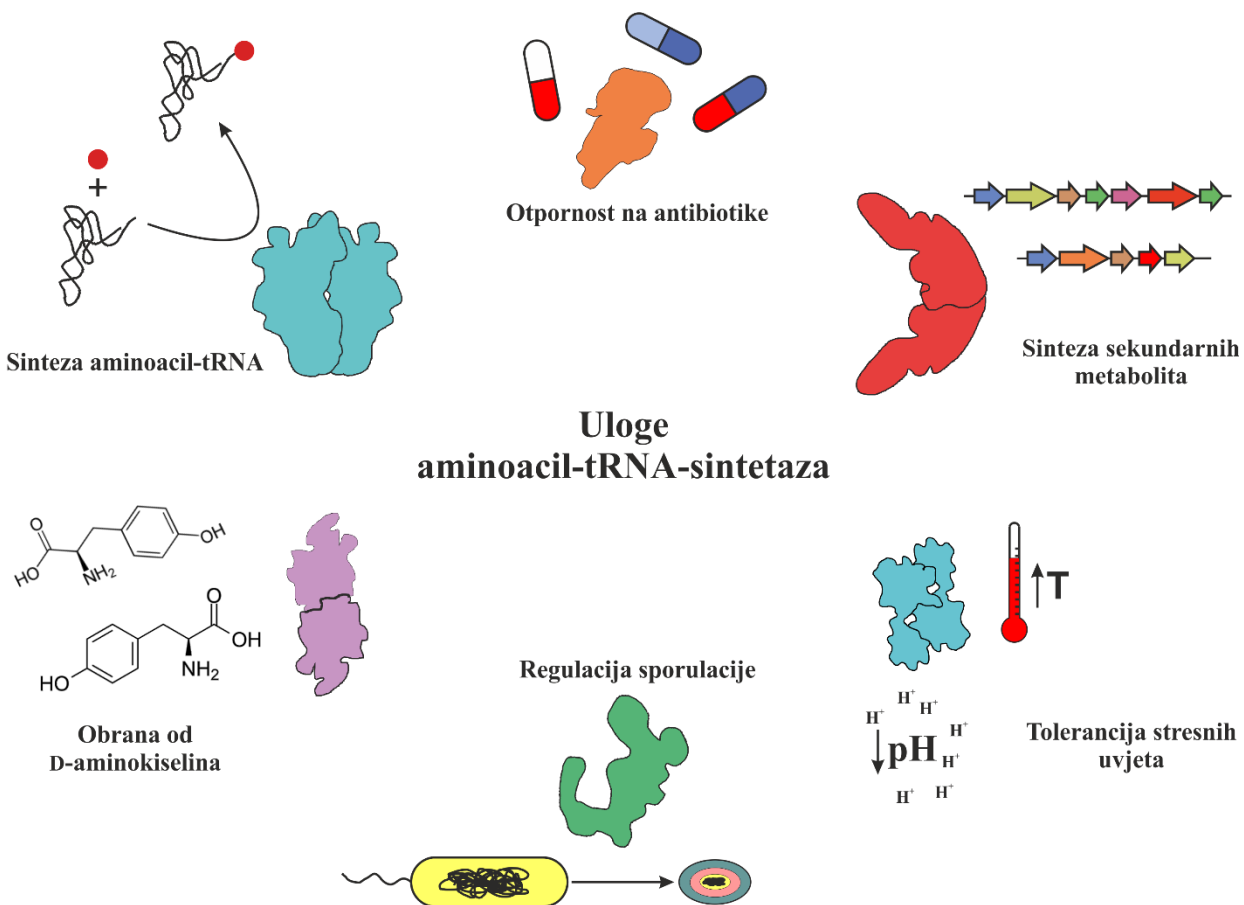 +
Sinteza aminoacil-tRNA
Otpornost na antibiotike
Sinteza sekundarnih
metabolita
Uloge
aminoacil-tRNA-sintetaza
O
HO
NH₂
OH
O
OH
NH₂
HO
Obrana od
D-aminokiselina
Regulacija sporulacije
T
H⁺ H⁺ H⁺
H⁺
pH H⁺
H⁺ H⁺
Tolerancija stresnih
uvjeta